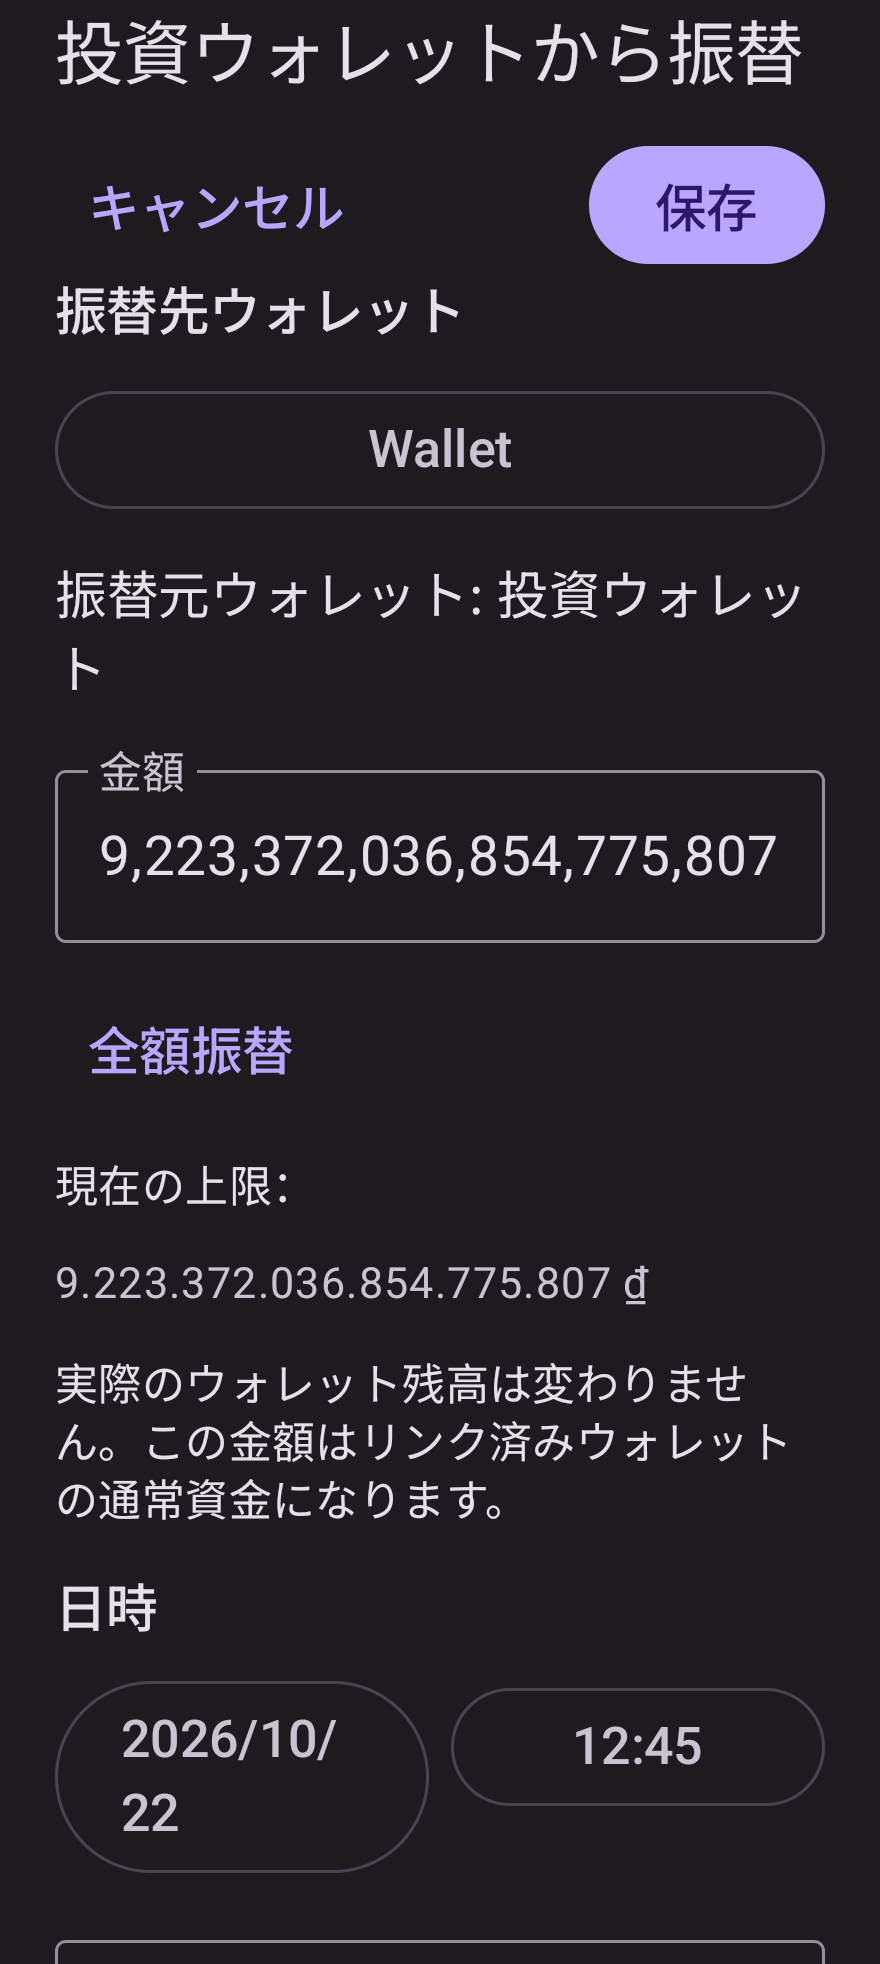 投資ウォレットから振替
キャンセル
保存
振替先ウォレット
Wallet
振替元ウォレット: 投資ウォレッ
ト
金額
9,223,372,036,854,775,807
全額振替
現在の上限:
9.223.372.036.854.775.807 ₫
実際のウォレット残高は変わりませ
ん。この金額はリンク済みウォレット
の通常資金になります。
日時
2026/10/
22
12:45